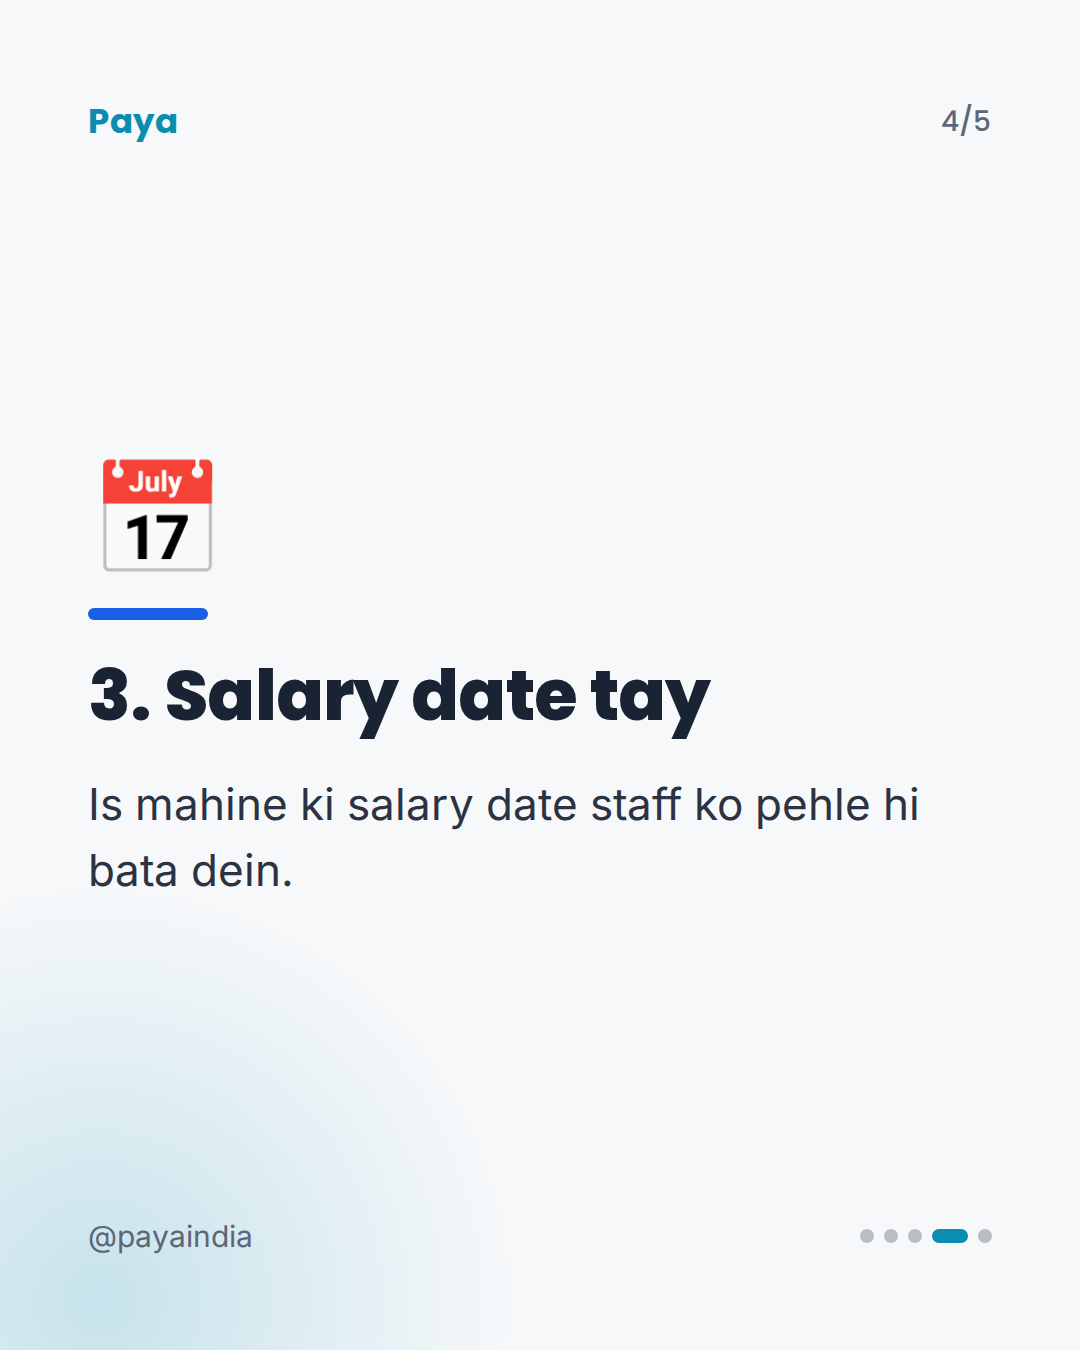 Paya
4/5
July
17
3. Salary date tay
Is mahine ki salary date staff ko pehle hi
bata dein.
@payaindia